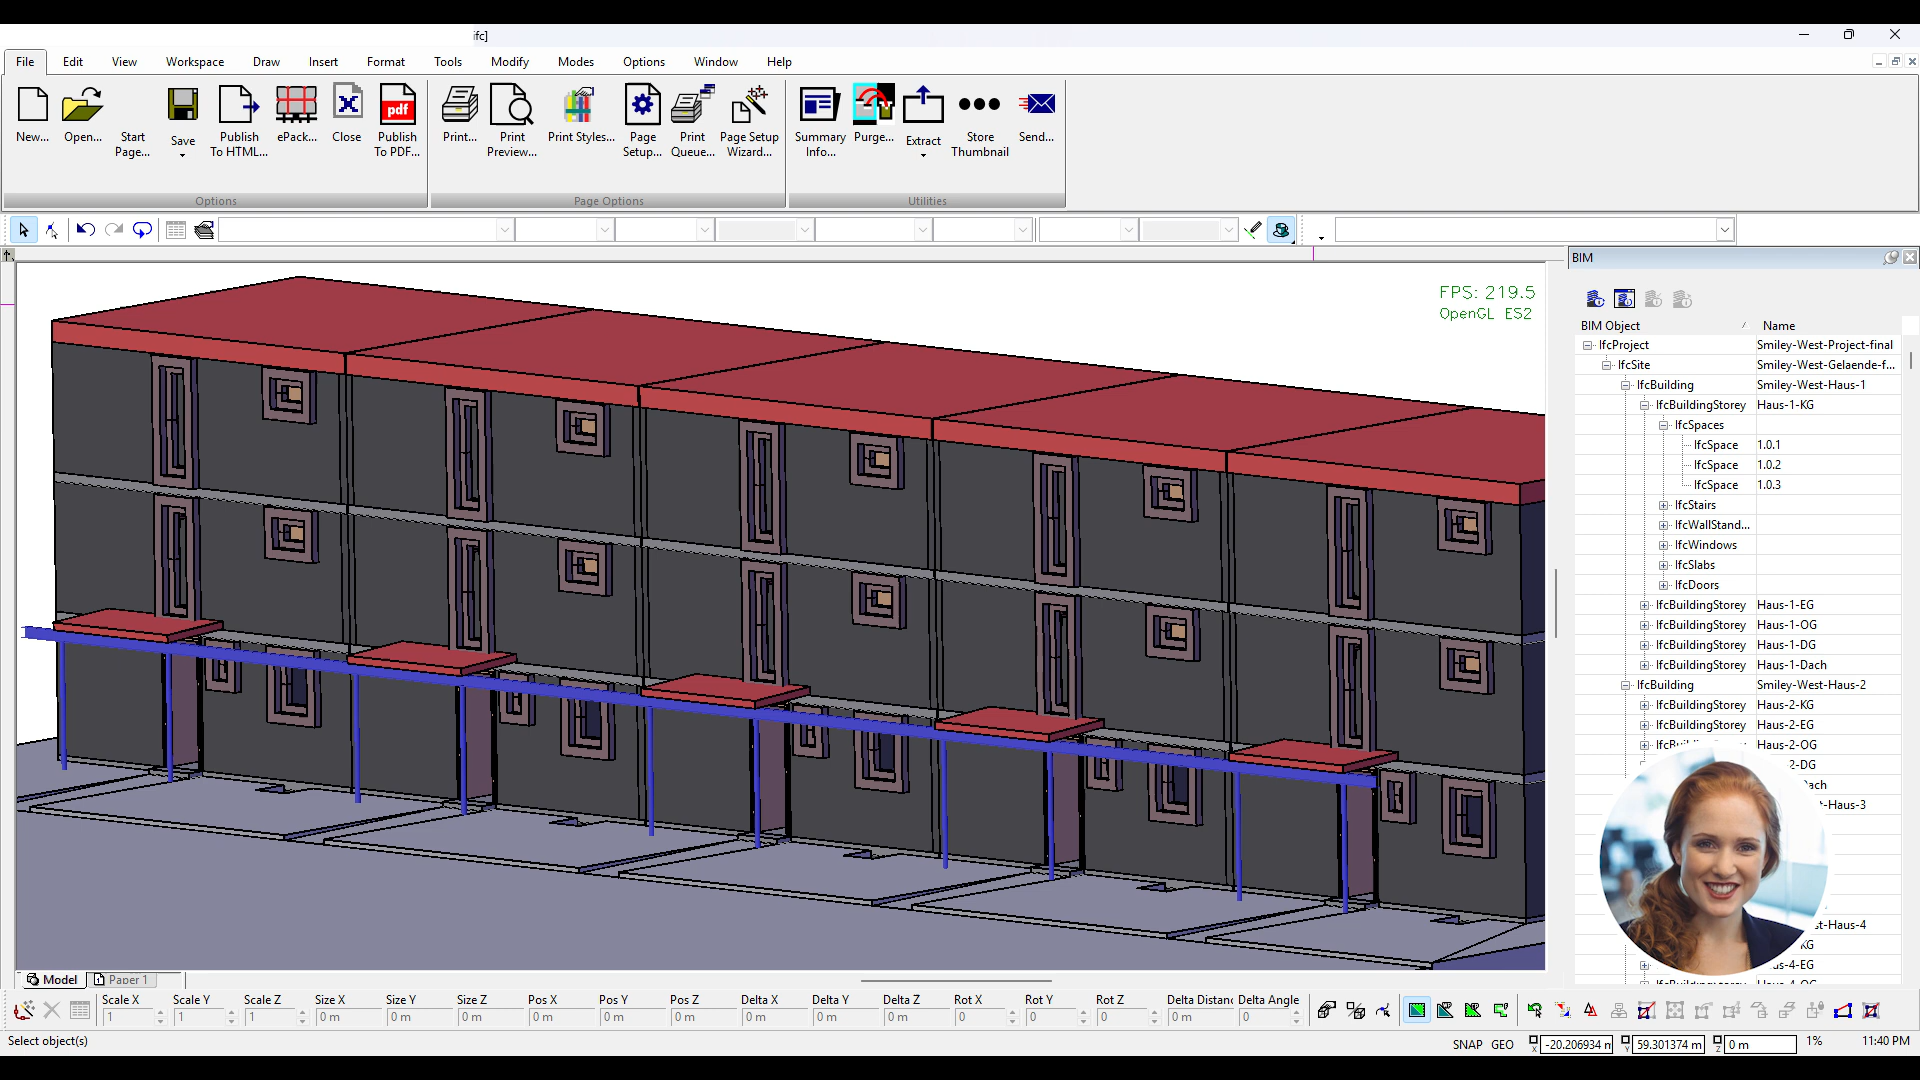 ifc]
File Edit View Workspace Draw Insert Format Tools Modify Modes Options Window Help
New... Open... Start Page... Save Publish To HTML... ePack... Close Publish To PDF... Print... Print Preview... Print Styles... Page Setup... Print Queue... Page Setup Wizard... Summary Info... Purge... Extract Store Thumbnail Send...
pdf
Options Page Options Utilities
BIM
FPS: 219.5
OpenGL ES2
BIM Object Name
IfcProject Smiley-West-Project-final
IfcSite Smiley-West-Gelaende-f...
IfcBuilding Smiley-West-Haus-1
IfcBuildingStorey Haus-1-KG
IfcSpaces
IfcSpace 1.0.1
IfcSpace 1.0.2
IfcSpace 1.0.3
IfcStairs
IfcWallStand...
IfcWindows
IfcSlabs
IfcDoors
IfcBuildingStorey Haus-1-EG
IfcBuildingStorey Haus-1-OG
IfcBuildingStorey Haus-1-DG
IfcBuildingStorey Haus-1-Dach
IfcBuilding Smiley-West-Haus-2
IfcBuildingStorey Haus-2-KG
IfcBuildingStorey Haus-2-EG
Haus-2-OG
-2-DG
ach
t-Haus-3
st-Haus-4
KG
us-4-EG
Model Paper 1
Scale X Scale Y Scale Z Size X Size Y Size Z Pos X Pos Y Pos Z Delta X Delta Y Delta Z Rot X Rot Y Rot Z Delta Distanc Delta Angle
1 1 1 0 m 0 m 0 m 0 m 0 m 0 m 0 m 0 m 0 m 0 0 0 0 m 0
Select object(s) SNAP GEO X -20.206934 m Y 59.301374 m Z 0 m 1% 11:40 PM